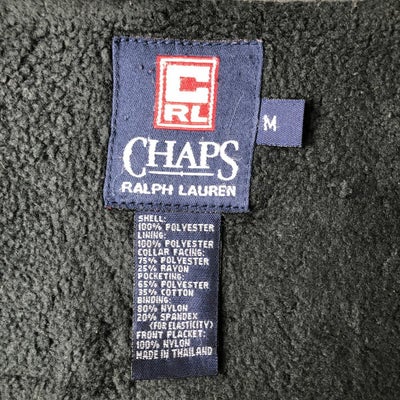 C
RL
M
CHAPS
RALPH LAUREN
SHELL:
100% POLYESTER
LINING:
100% POLYESTER
COLLAR FACING:
75% POLYESTER
25% RAYON
POCKETING:
65% POLYESTER
35% COTTON
BINDING:
80% NYLON
20% SPANDEX
(FOR ELASTICITY)
FRONT PLACKET:
100% NYLON
MADE IN THAILAND